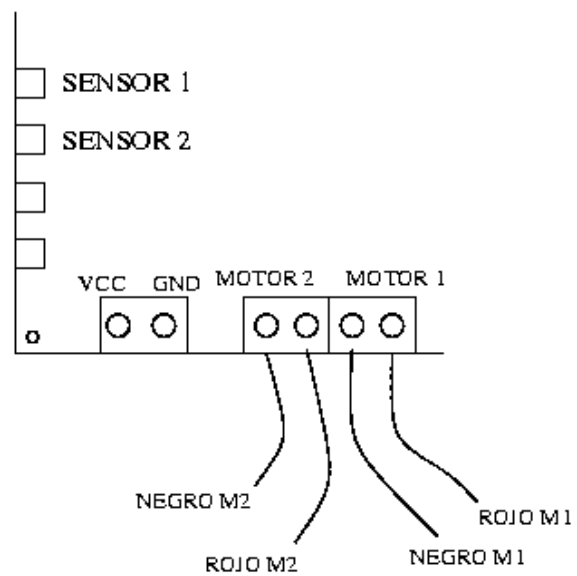 SENSOR 1
SENSOR 2
VCC GND MOTOR 2 MOTOR 1
NEGRO M2
ROJO M1
ROJO M2
NEGRO M1